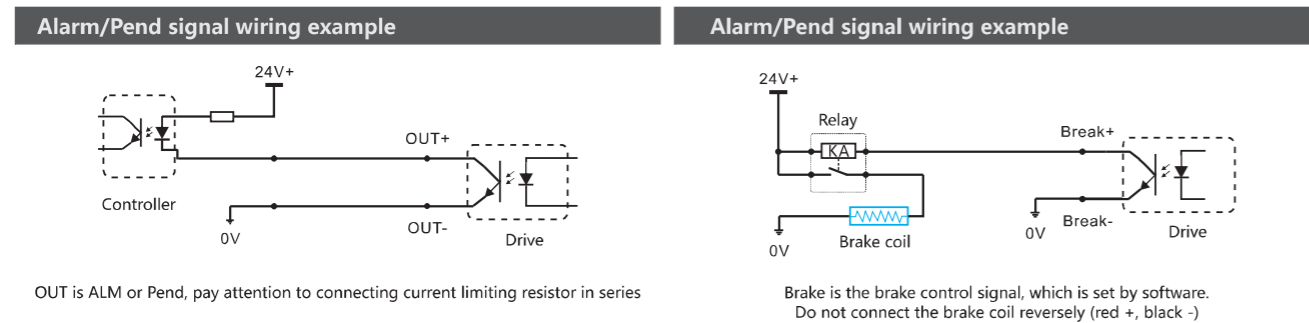 Alarm/Pend signal wiring example
24V+
OUT+
Controller
0V
OUT-
Drive
OUT is ALM or Pend, pay attention to connecting current limiting resistor in series
Alarm/Pend signal wiring example
24V+
Relay
KA
Break+
0V
Brake coil
0V
Break-
Drive
Brake is the brake control signal, which is set by software.
Do not connect the brake coil reversely (red +, black -)